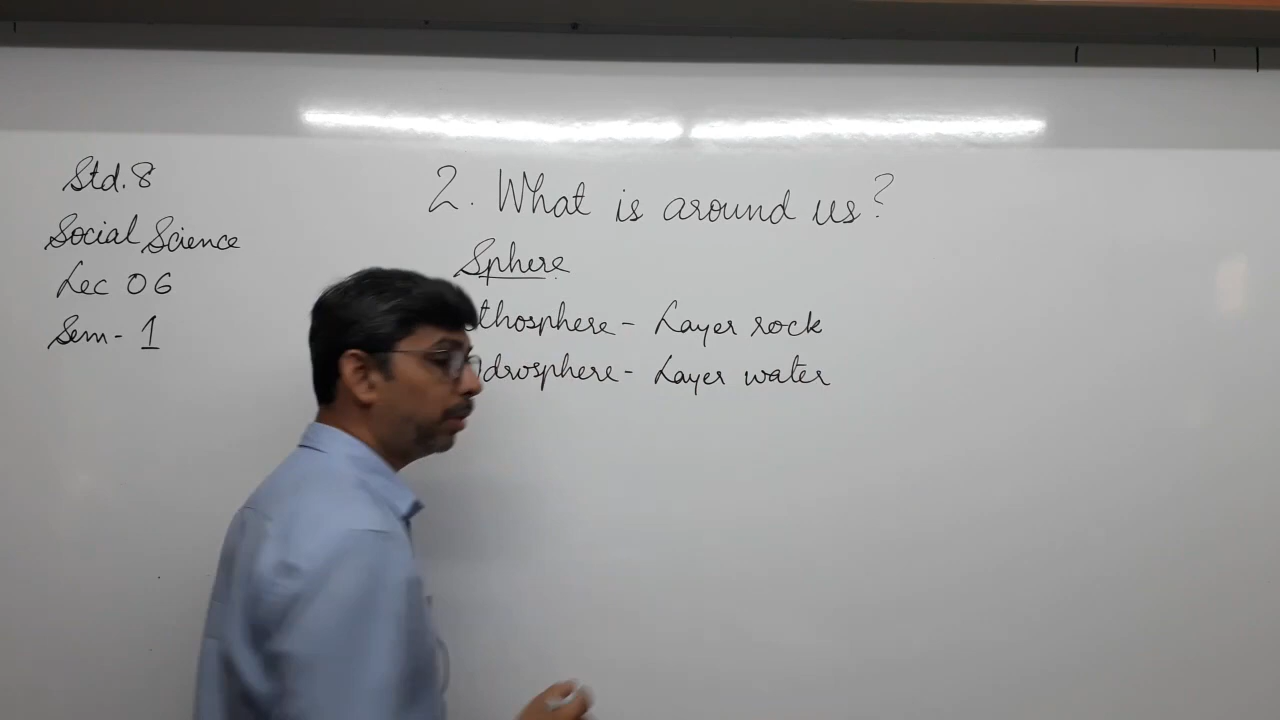 Std. 8
Social Science
Lec 06
Sem - 1
2. What is around us?
Sphere
thosphere - Layer rock
drosphere - Layer water